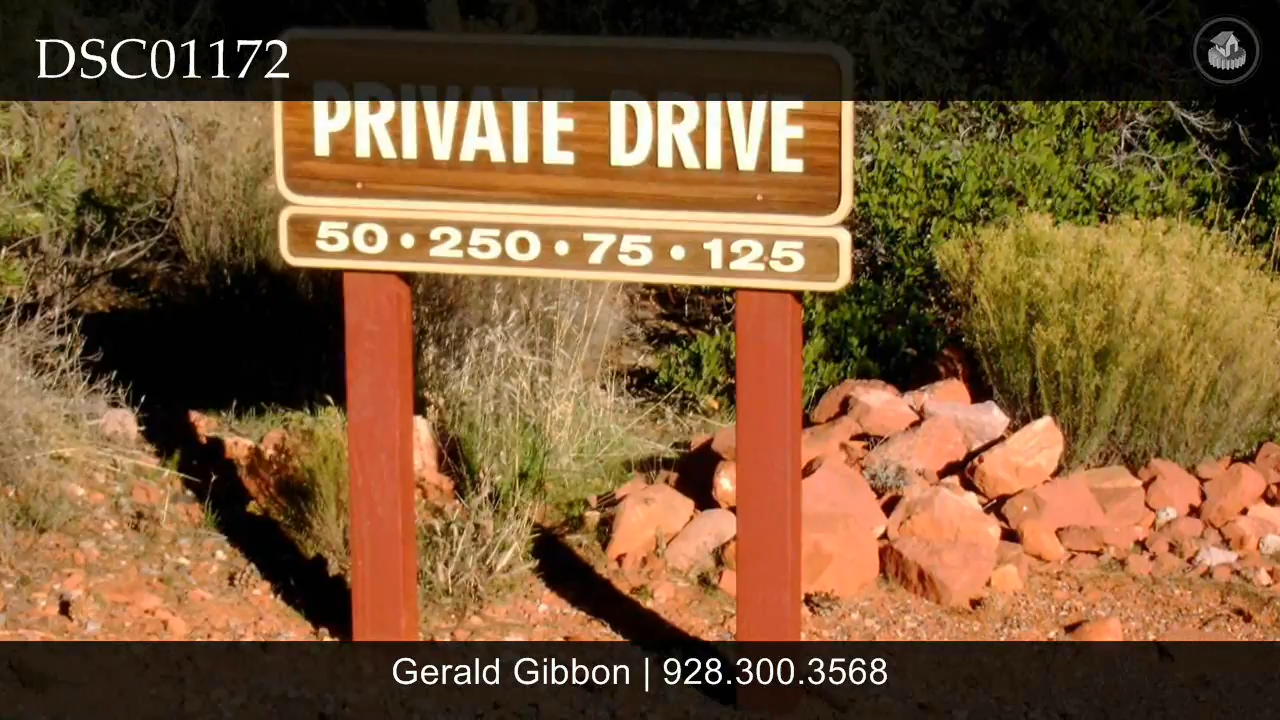 DSC01172
PRIVATE DRIVE
50 • 250 • 75 • 125
Gerald Gibbon | 928.300.3568